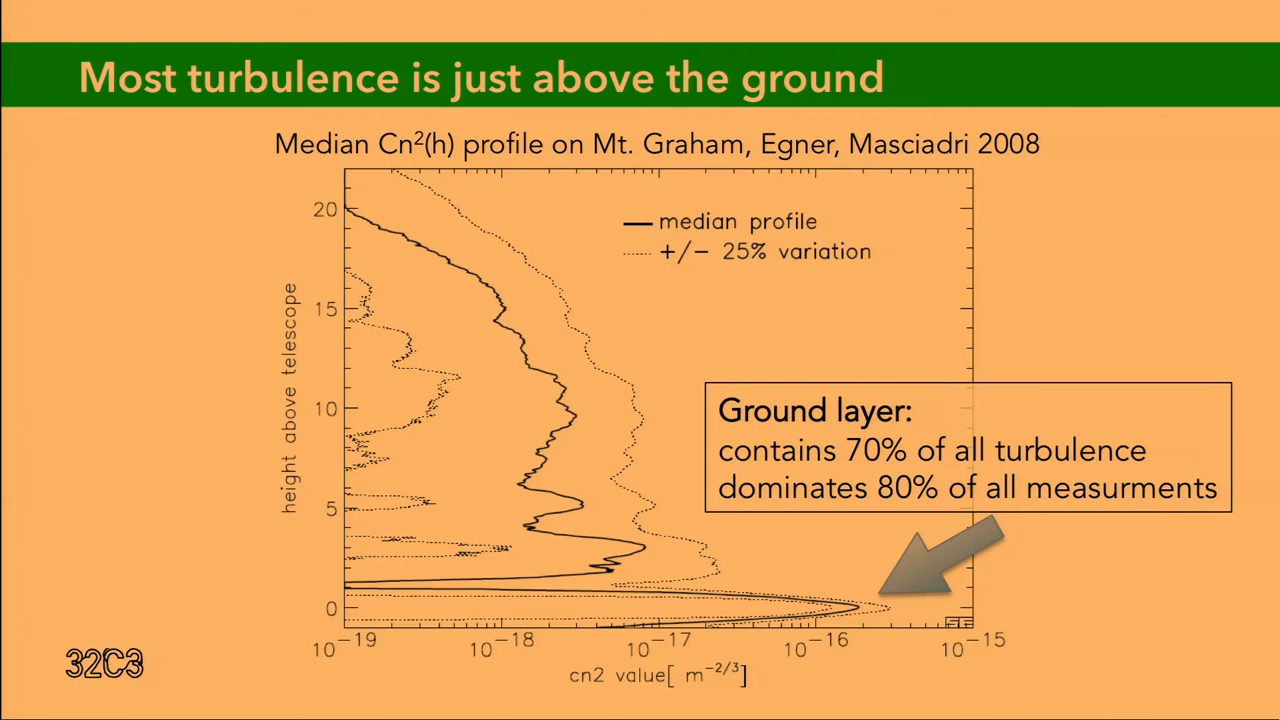 Most turbulence is just above the ground
Median Cn²(h) profile on Mt. Graham, Egner, Masciadri 2008
median profile
+/− 25% variation
height above telescope
20
15
10
5
0
Ground layer:
contains 70% of all turbulence
dominates 80% of all measurments
10⁻¹⁹ 10⁻¹⁸ 10⁻¹⁷ 10⁻¹⁶ 10⁻¹⁵
cn2 value[ m⁻²/³]
32C3